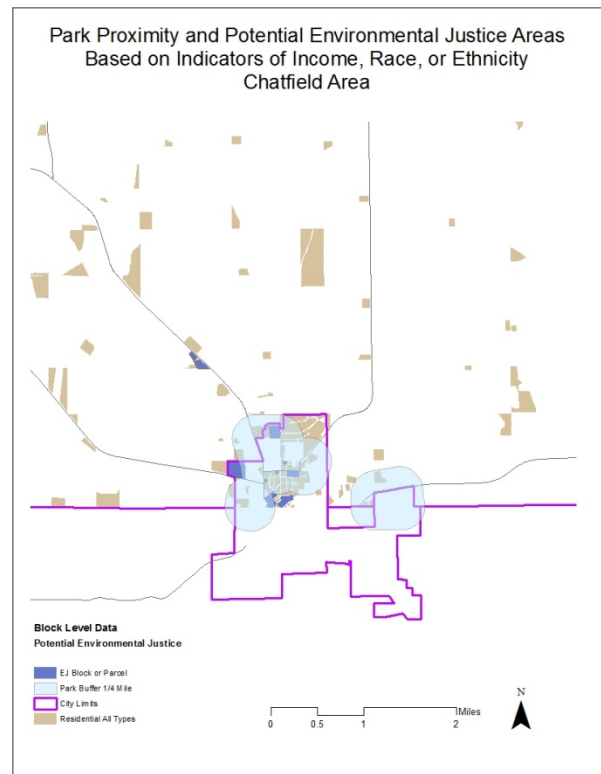 Park Proximity and Potential Environmental Justice Areas
Based on Indicators of Income, Race, or Ethnicity
Chatfield Area
Block Level Data
Potential Environmental Justice
EJ Block or Parcel
Park Buffer 1/4 Mile
City Limits
Residential All Types
Miles
0 0.5 1 2
N